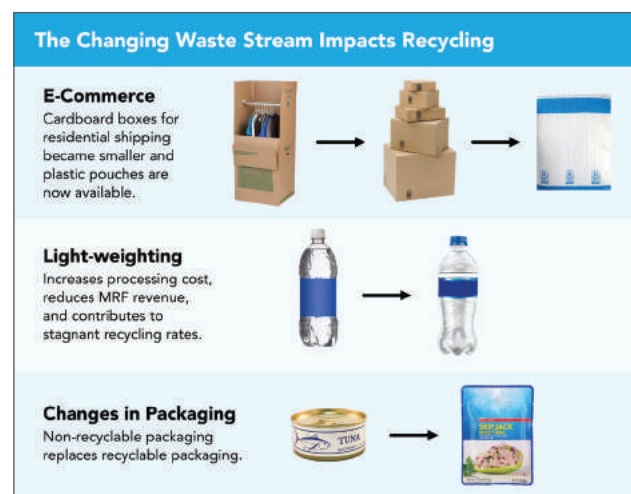 The Changing Waste Stream Impacts Recycling
E-Commerce
Cardboard boxes for
residential shipping
became smaller and
plastic pouches are
now available.
Light-weighting
Increases processing cost,
reduces MRF revenue,
and contributes to
stagnant recycling rates.
Changes in Packaging
Non-recyclable packaging
replaces recyclable packaging.
TUNA
SKIPJACK